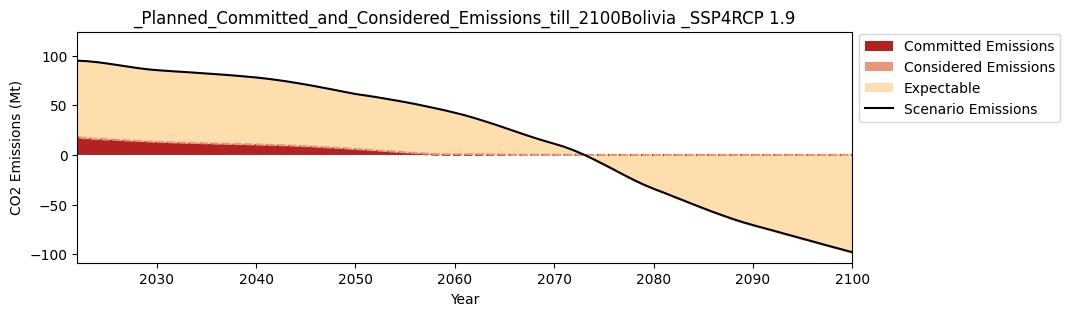 _Planned_Committed_and_Considered_Emissions_till_2100Bolivia _SSP4RCP 1.9
Committed Emissions
Considered Emissions
Expectable
Scenario Emissions
CO2 Emissions (Mt)
100
50
0
−50
−100
2030 2040 2050 2060 2070 2080 2090 2100
Year